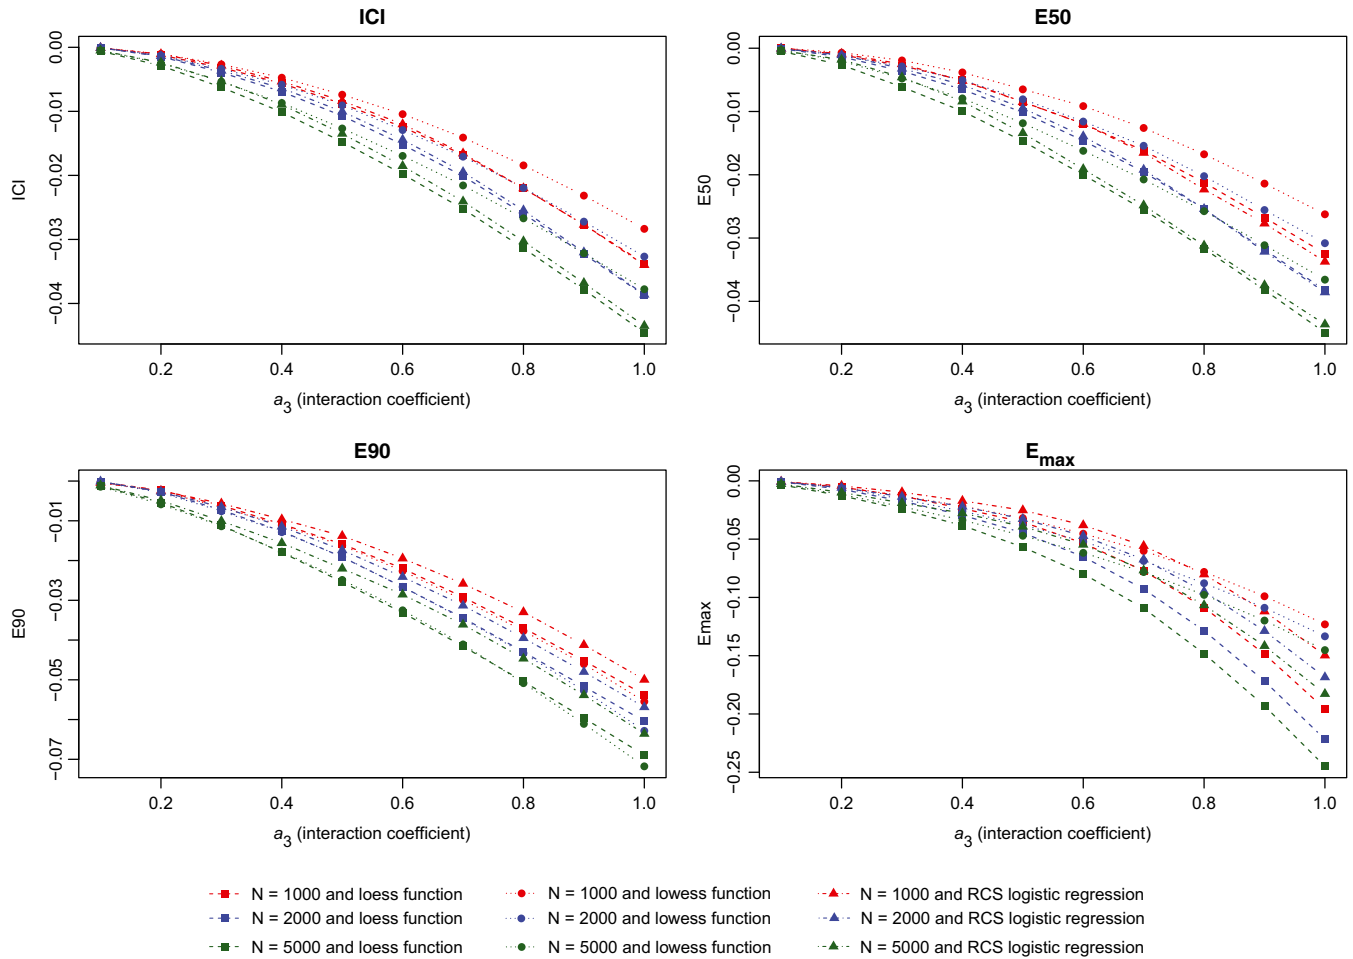 ICI
0.00
−0.01
−0.02
−0.03
−0.04
ICI
0.2 0.4 0.6 0.8 1.0
a3 (interaction coefficient)
E50
0.00
−0.01
−0.02
−0.03
−0.04
E50
0.2 0.4 0.6 0.8 1.0
a3 (interaction coefficient)
E90
−0.01
−0.03
−0.05
−0.07
E90
0.2 0.4 0.6 0.8 1.0
a3 (interaction coefficient)
Emax
0.00
−0.05
−0.10
−0.15
−0.20
−0.25
Emax
0.2 0.4 0.6 0.8 1.0
a3 (interaction coefficient)
N = 1000 and loess function N = 1000 and lowess function N = 1000 and RCS logistic regression
N = 2000 and loess function N = 2000 and lowess function N = 2000 and RCS logistic regression
N = 5000 and loess function N = 5000 and lowess function N = 5000 and RCS logistic regression